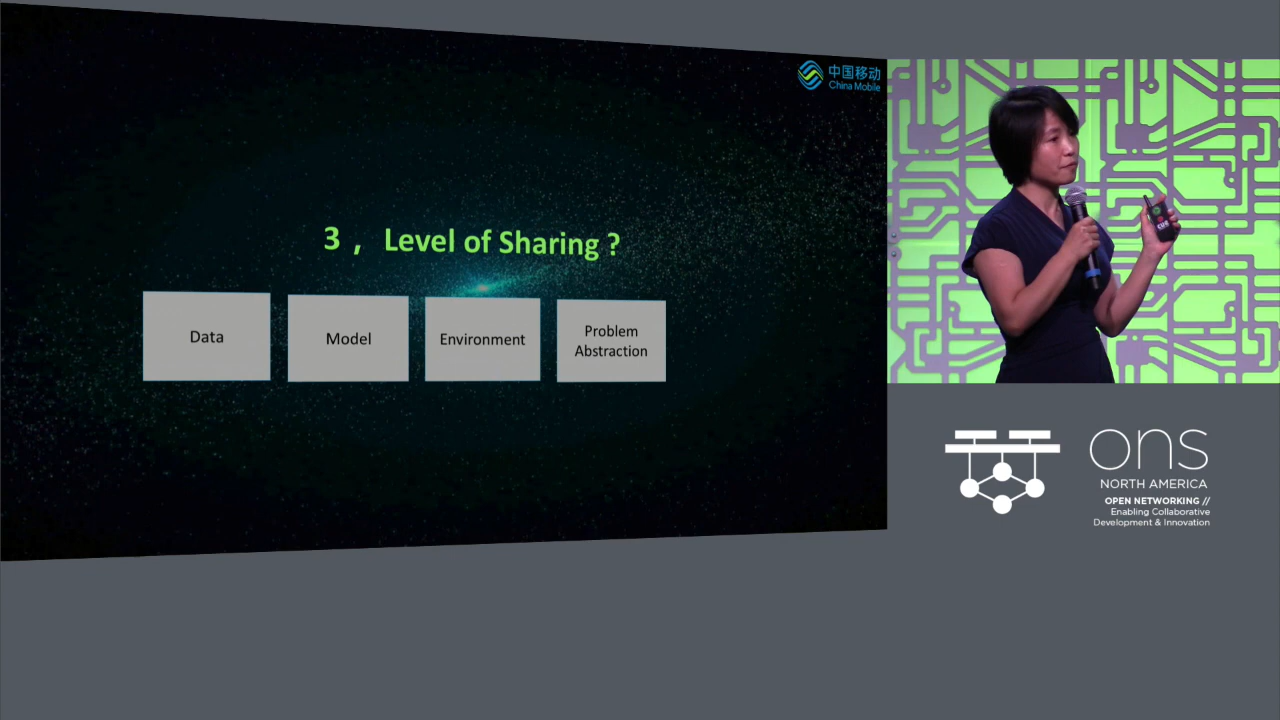 中国移动
China Mobile
3， Level of Sharing ?
Data
Model
Environment
Problem
Abstraction
ons
NORTH AMERICA
OPEN NETWORKING //
Enabling Collaborative
Development & Innovation